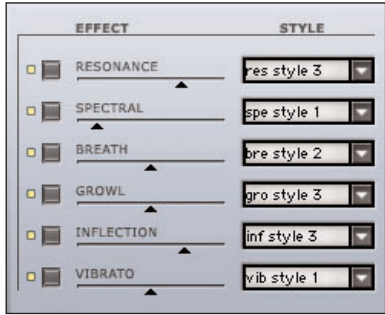 EFFECT STYLE
RESONANCE res style 3
SPECTRAL spe style 1
BREATH bre style 2
GROWL gro style 3
INFLECTION inf style 3
VIBRATO vib style 1